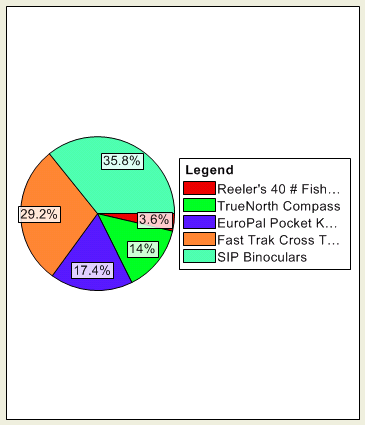 35.8%
3.6%
29.2%
14%
17.4%
Legend
Reeler's 40 # Fish...
TrueNorth Compass
EuroPal Pocket K...
Fast Trak Cross T...
SIP Binoculars